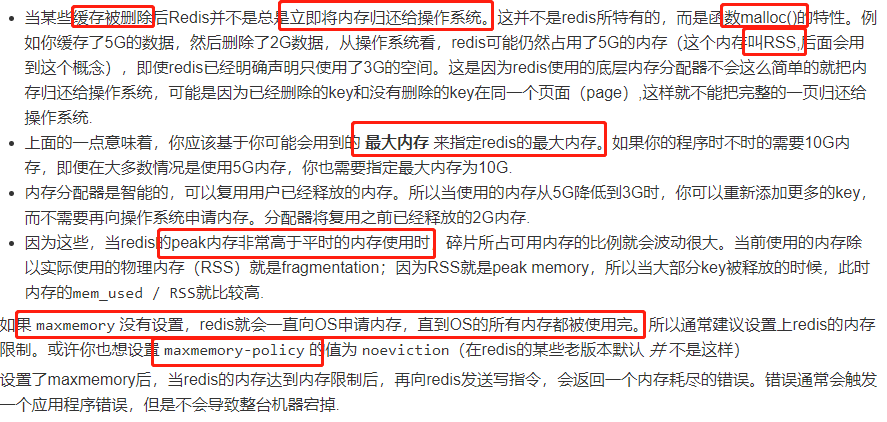 当某些缓存被删除后Redis并不是总是立即将内存归还给操作系统。这并不是redis所特有的，而是函数malloc()的特性。例
如你缓存了5G的数据，然后删除了2G数据，从操作系统看，redis可能仍然占用了5G的内存（这个内存叫RSS,后面会用
到这个概念），即使redis已经明确声明只使用了3G的空间。这是因为redis使用的底层内存分配器不会这么简单的就把内
存归还给操作系统，可能是因为已经删除的key和没有删除的key在同一个页面（page）,这样就不能把完整的一页归还给
操作系统.
上面的一点意味着，你应该基于你可能会用到的 最大内存 来指定redis的最大内存。如果你的程序时不时的需要10G内
存，即便在大多数情况是使用5G内存，你也需要指定最大内存为10G.
内存分配器是智能的，可以复用用户已经释放的内存。所以当使用的内存从5G降低到3G时，你可以重新添加更多的key，
而不需要再向操作系统申请内存。分配器将复用之前已经释放的2G内存.
因为这些，当redis的peak内存非常高于平时的内存使用时，碎片所占可用内存的比例就会波动很大。当前使用的内存除
以实际使用的物理内存（RSS）就是fragmentation；因为RSS就是peak memory，所以当大部分key被释放的时候，此时
内存的mem_used / RSS就比较高.
如果 maxmemory 没有设置，redis就会一直向OS申请内存，直到OS的所有内存都被使用完。所以通常建议设置上redis的内存
限制。或许你也想设置 maxmemory-policy 的值为 noeviction（在redis的某些老版本默认 并 不是这样）
设置了maxmemory后，当redis的内存达到内存限制后，再向redis发送写指令，会返回一个内存耗尽的错误。错误通常会触发
一个应用程序错误，但是不会导致整台机器宕掉.